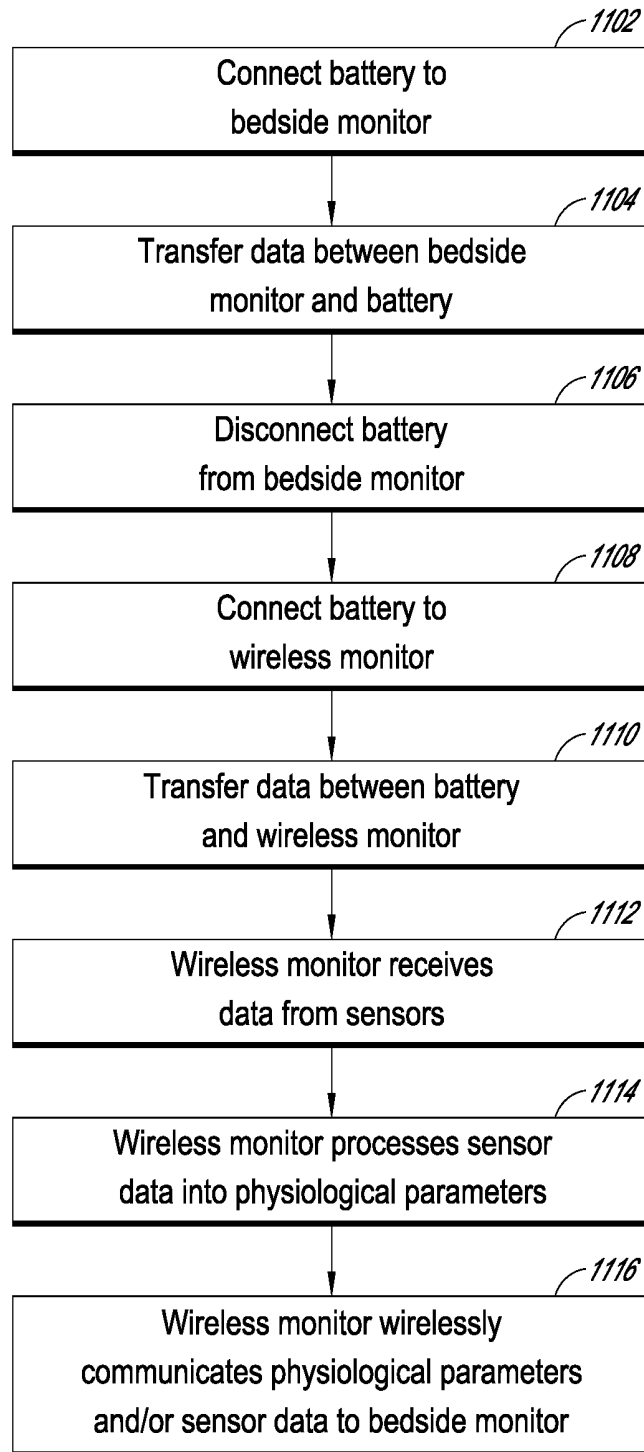 1102
Connect battery to
bedside monitor
1104
Transfer data between bedside
monitor and battery
1106
Disconnect battery
from bedside monitor
1108
Connect battery to
wireless monitor
1110
Transfer data between battery
and wireless monitor
1112
Wireless monitor receives
data from sensors
1114
Wireless monitor processes sensor
data into physiological parameters
1116
Wireless monitor wirelessly
communicates physiological parameters
and/or sensor data to bedside monitor